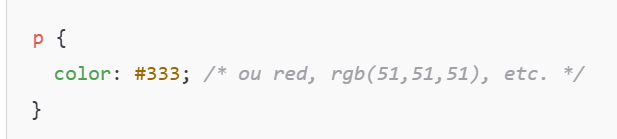 p {
  color: #333; /* ou red, rgb(51,51,51), etc. */
}